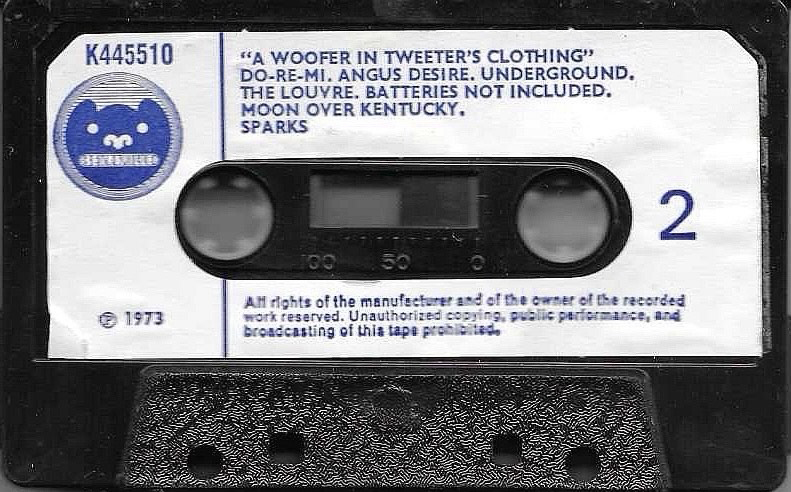 K445510
"A WOOFER IN TWEETER'S CLOTHING"
DO-RE-MI. ANGUS DESIRE. UNDERGROUND.
THE LOUVRE. BATTERIES NOT INCLUDED.
MOON OVER KENTUCKY.
SPARKS
BEARSVILLE
2
100 50 0
℗ 1973
All rights of the manufacturer and of the owner of the recorded
work reserved. Unauthorized copying, public performance, and
broadcasting of this tape prohibited.